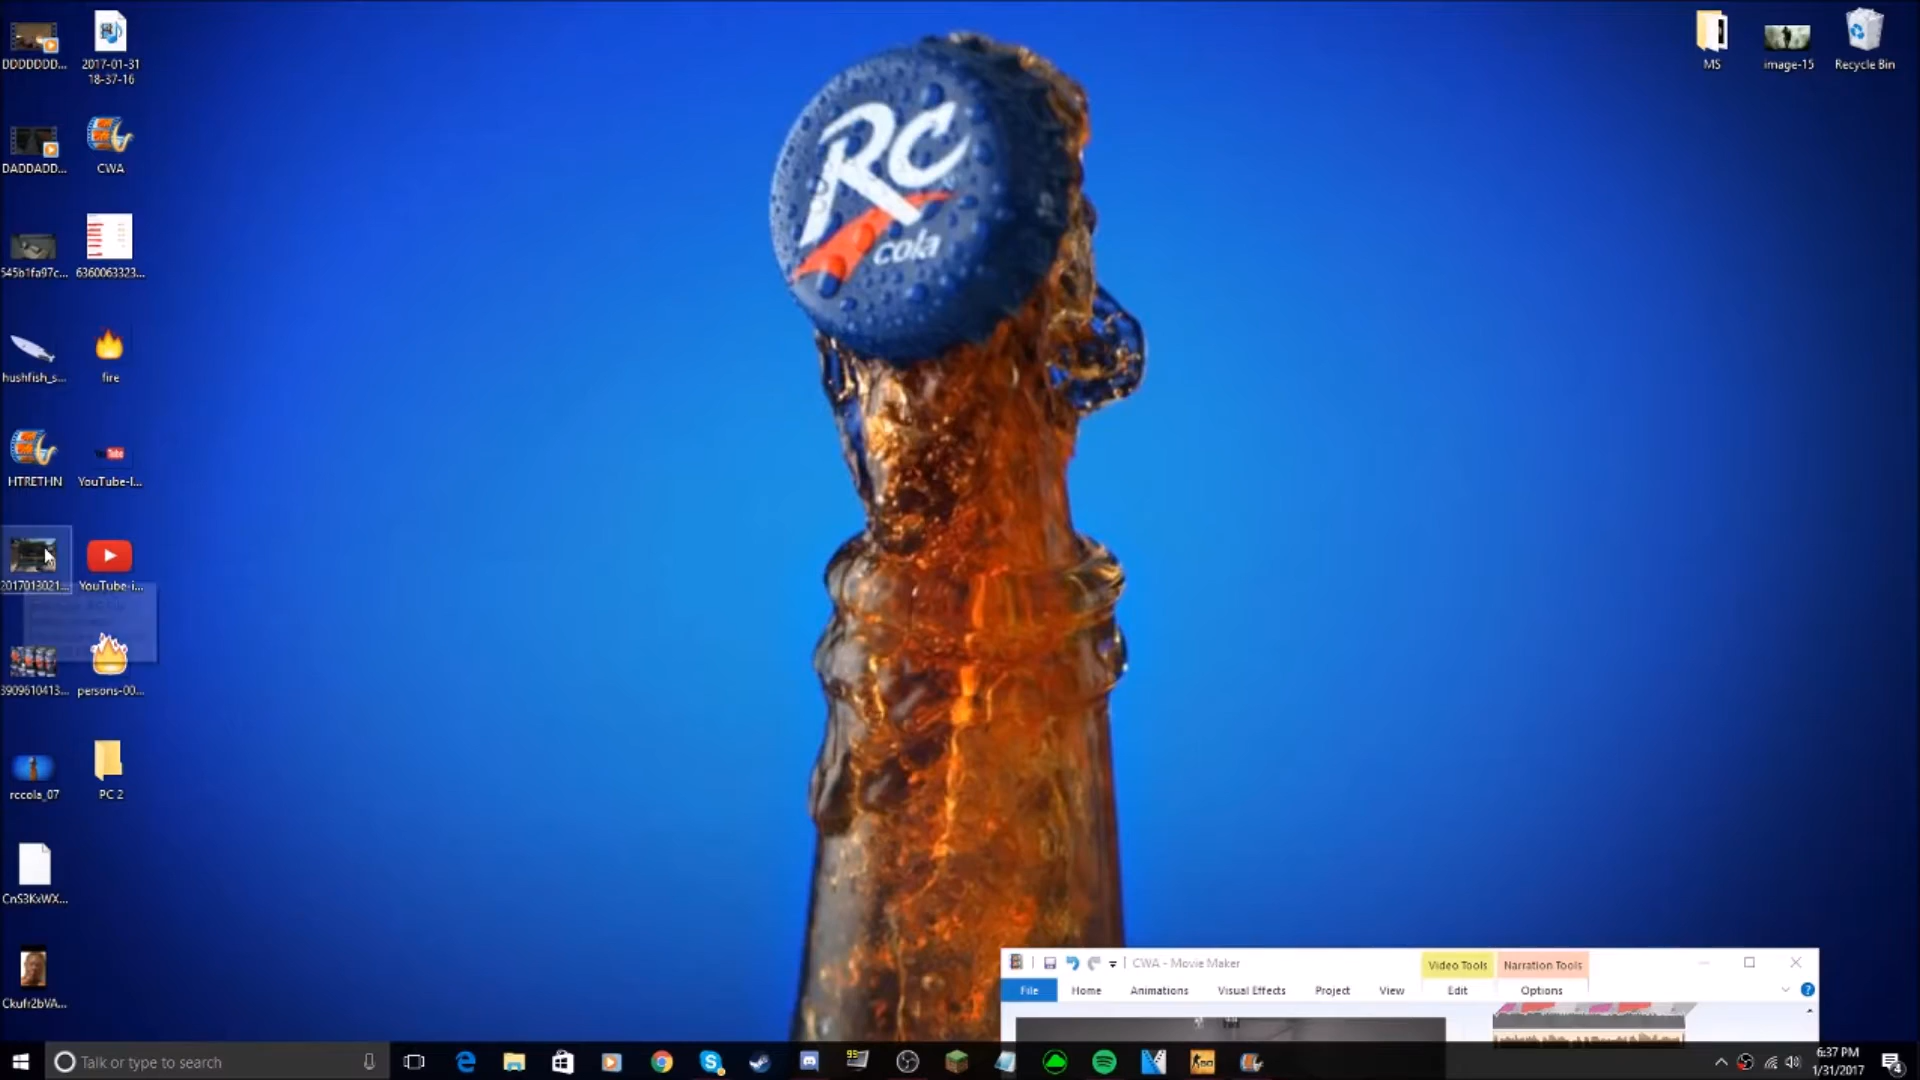 DDDDDDD...
2017-01-31
18-37-16
MS
image-15
Recycle Bin
DADDADD...
CWA
545b1fa97c...
6360063323...
hushfish_s...
fire
HTRETHN
YouTube-l...
2017013021...
YouTube-i...
3909610413...
persons-00...
rccola_07
PC 2
CnS3KxWX...
Ckufr2bVA...
RC
cola
CWA - Movie Maker
Video Tools
Narration Tools
File
Home
Animations
Visual Effects
Project
View
Edit
Options
Talk or type to search
6:37 PM
1/31/2017